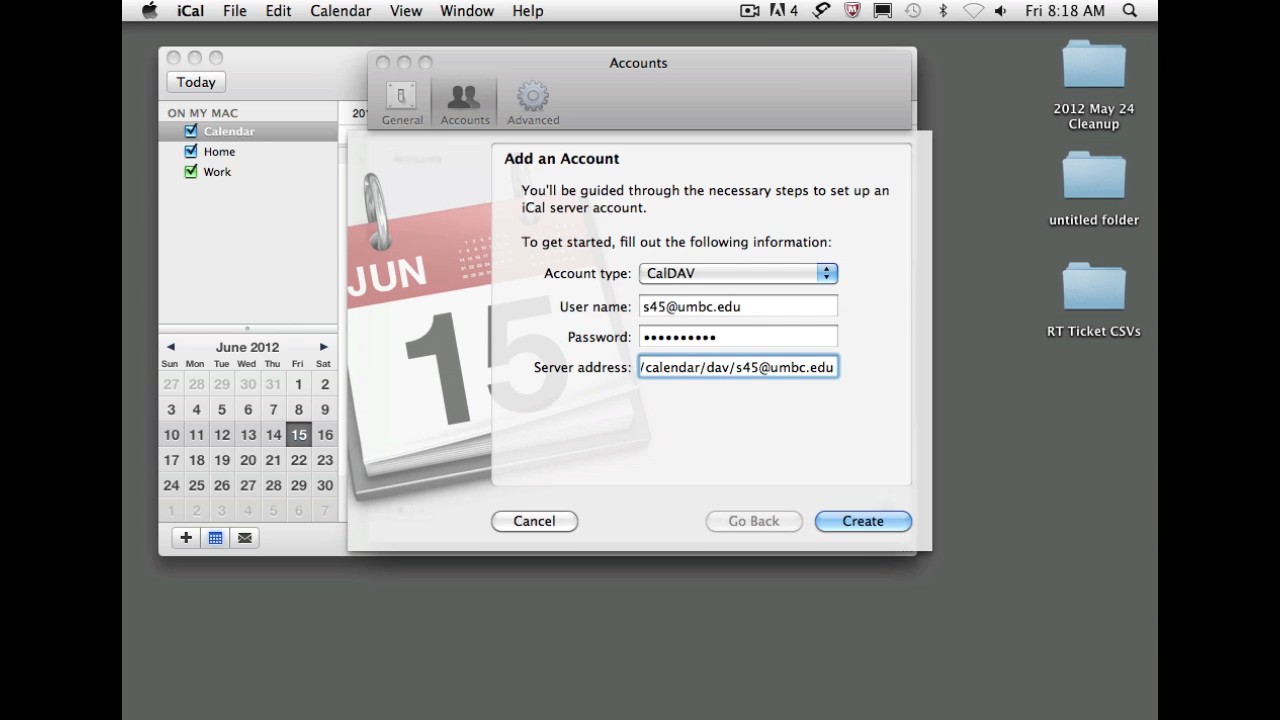 iCal File Edit Calendar View Window Help 4 Fri 8:18 AM
Accounts
Today
General Accounts Advanced
ON MY MAC
Calendar
Home
Work
Add an Account
You'll be guided through the necessary steps to set up an
iCal server account.
To get started, fill out the following information:
Account type: CalDAV
User name: s45@umbc.edu
Password: ••••••••••
Server address: /calendar/dav/s45@umbc.edu
Cancel Go Back Create
JUN
15
June 2012
Sun Mon Tue Wed Thu Fri Sat
27 28 29 30 31 1 2
3 4 5 6 7 8 9
10 11 12 13 14 15 16
17 18 19 20 21 22 23
24 25 26 27 28 29 30
1 2 3 4 5 6 7
2012 May 24
Cleanup
untitled folder
RT Ticket CSVs